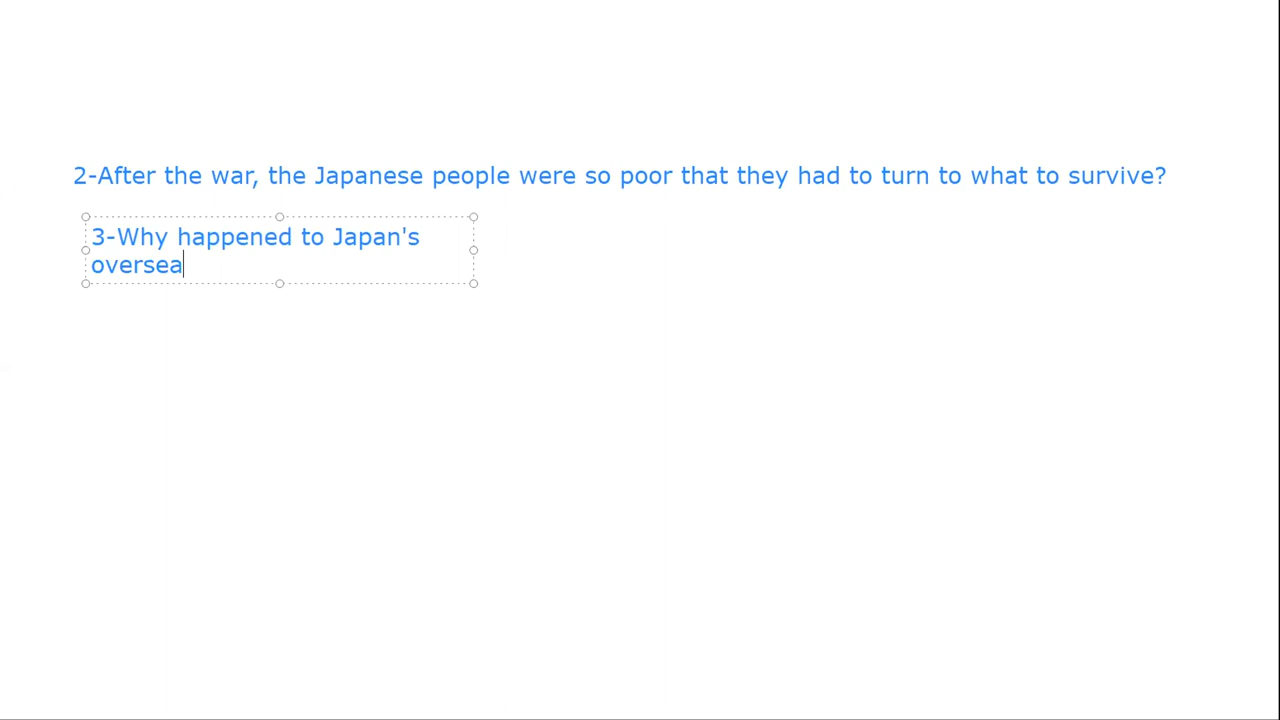 2-After the war, the Japanese people were so poor that they had to turn to what to survive?
3-Why happened to Japan's
oversea